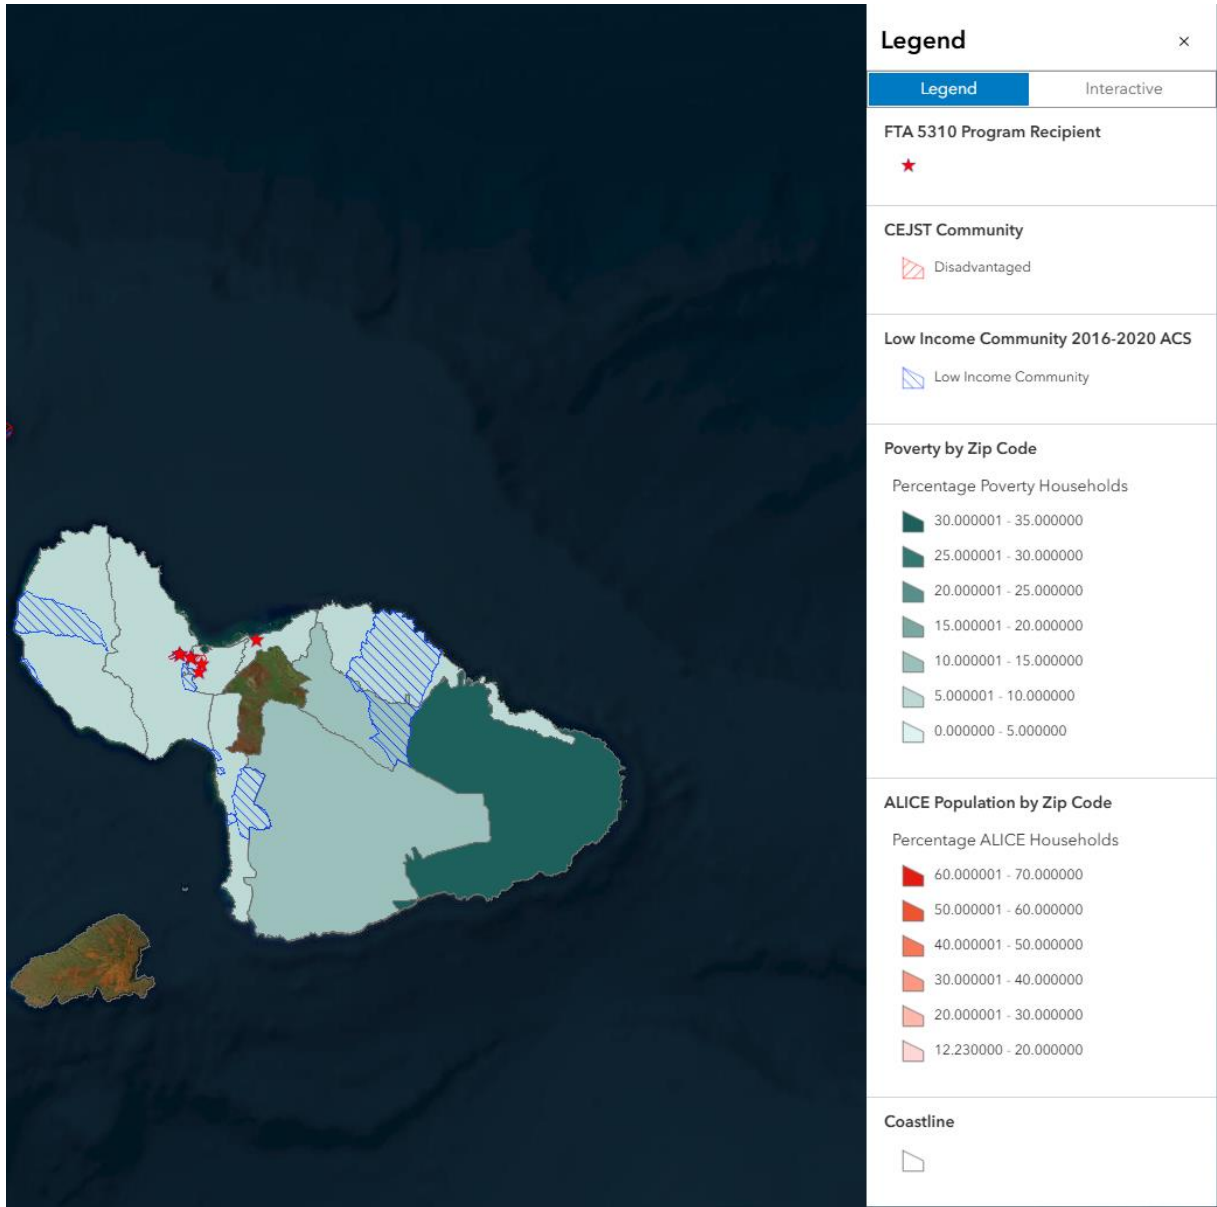 Legend ×
Legend Interactive
FTA 5310 Program Recipient
CEJST Community
Disadvantaged
Low Income Community 2016-2020 ACS
Low Income Community
Poverty by Zip Code
Percentage Poverty Households
30.000001 - 35.000000
25.000001 - 30.000000
20.000001 - 25.000000
15.000001 - 20.000000
10.000001 - 15.000000
5.000001 - 10.000000
0.000000 - 5.000000
ALICE Population by Zip Code
Percentage ALICE Households
60.000001 - 70.000000
50.000001 - 60.000000
40.000001 - 50.000000
30.000001 - 40.000000
20.000001 - 30.000000
12.230000 - 20.000000
Coastline